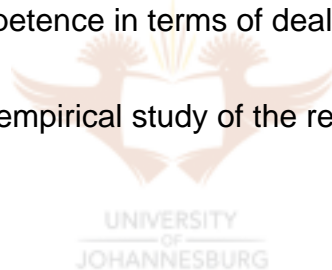 petence in terms of deal
empirical study of the re
UNIVERSITY
OF
JOHANNESBURG